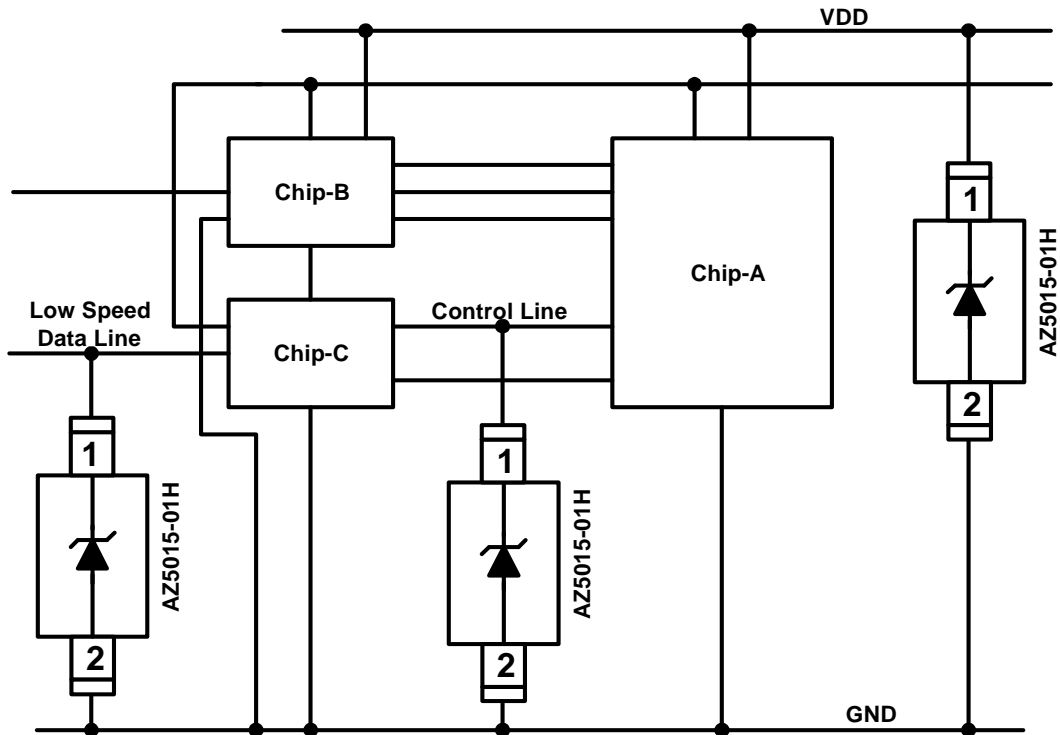 VDD
Chip-B
1
Chip-A
AZ5015-01H
Low Speed
Data Line
Control Line
Chip-C
2
1
AZ5015-01H
1
AZ5015-01H
2
2
GND